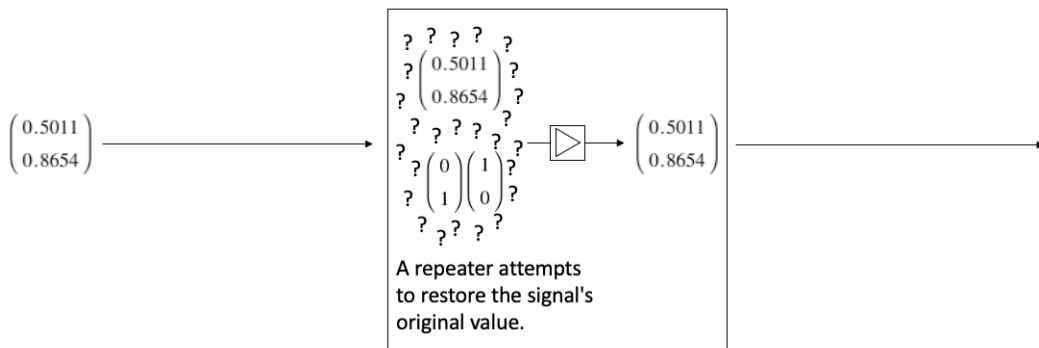 ? ? ? ? ?
? 0.5011 ?
? 0.8654 ?
? ? ? ? ?
? ? ?
0.5011
0.8654
0.5011
0.8654
? 0 1 ?
? 1 0 ?
? ? ? ? ?
A repeater attempts
to restore the signal's
original value.